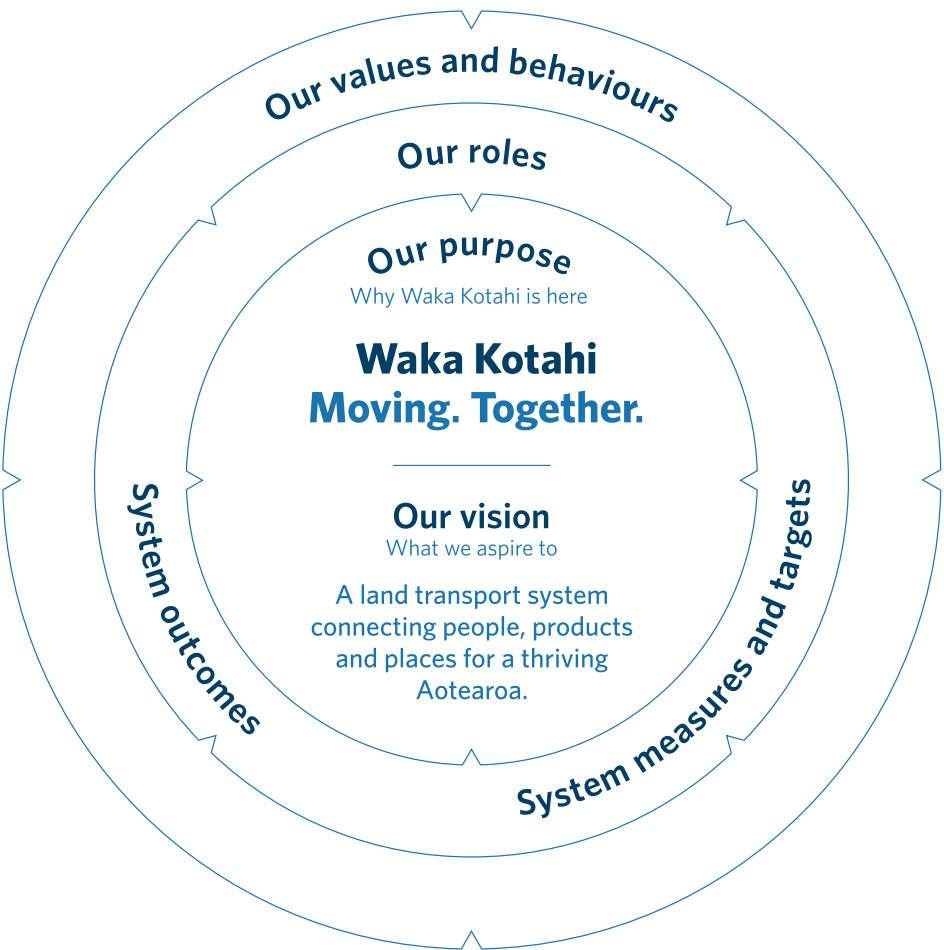 Our values and behaviours
Our roles
Our purpose
Why Waka Kotahi is here
Waka Kotahi
Moving. Together.
Our vision
What we aspire to
A land transport system
connecting people, products
and places for a thriving
Aotearoa.
System outcomes
System measures and targets